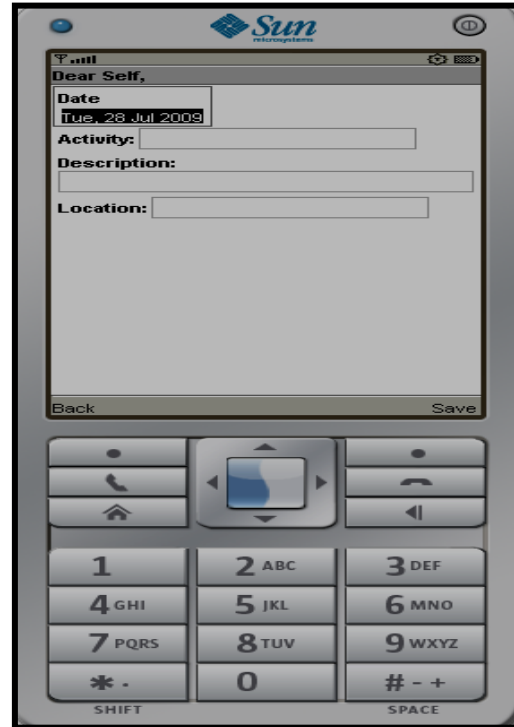 Sun
microsystems
Dear Self,
Date
Tue, 28 Jul 2009
Activity:
Description:
Location:
Back Save
1 2 ABC 3 DEF
4 GHI 5 JKL 6 MNO
7 PQRS 8 TUV 9 WXYZ
* . 0 # - +
SHIFT SPACE